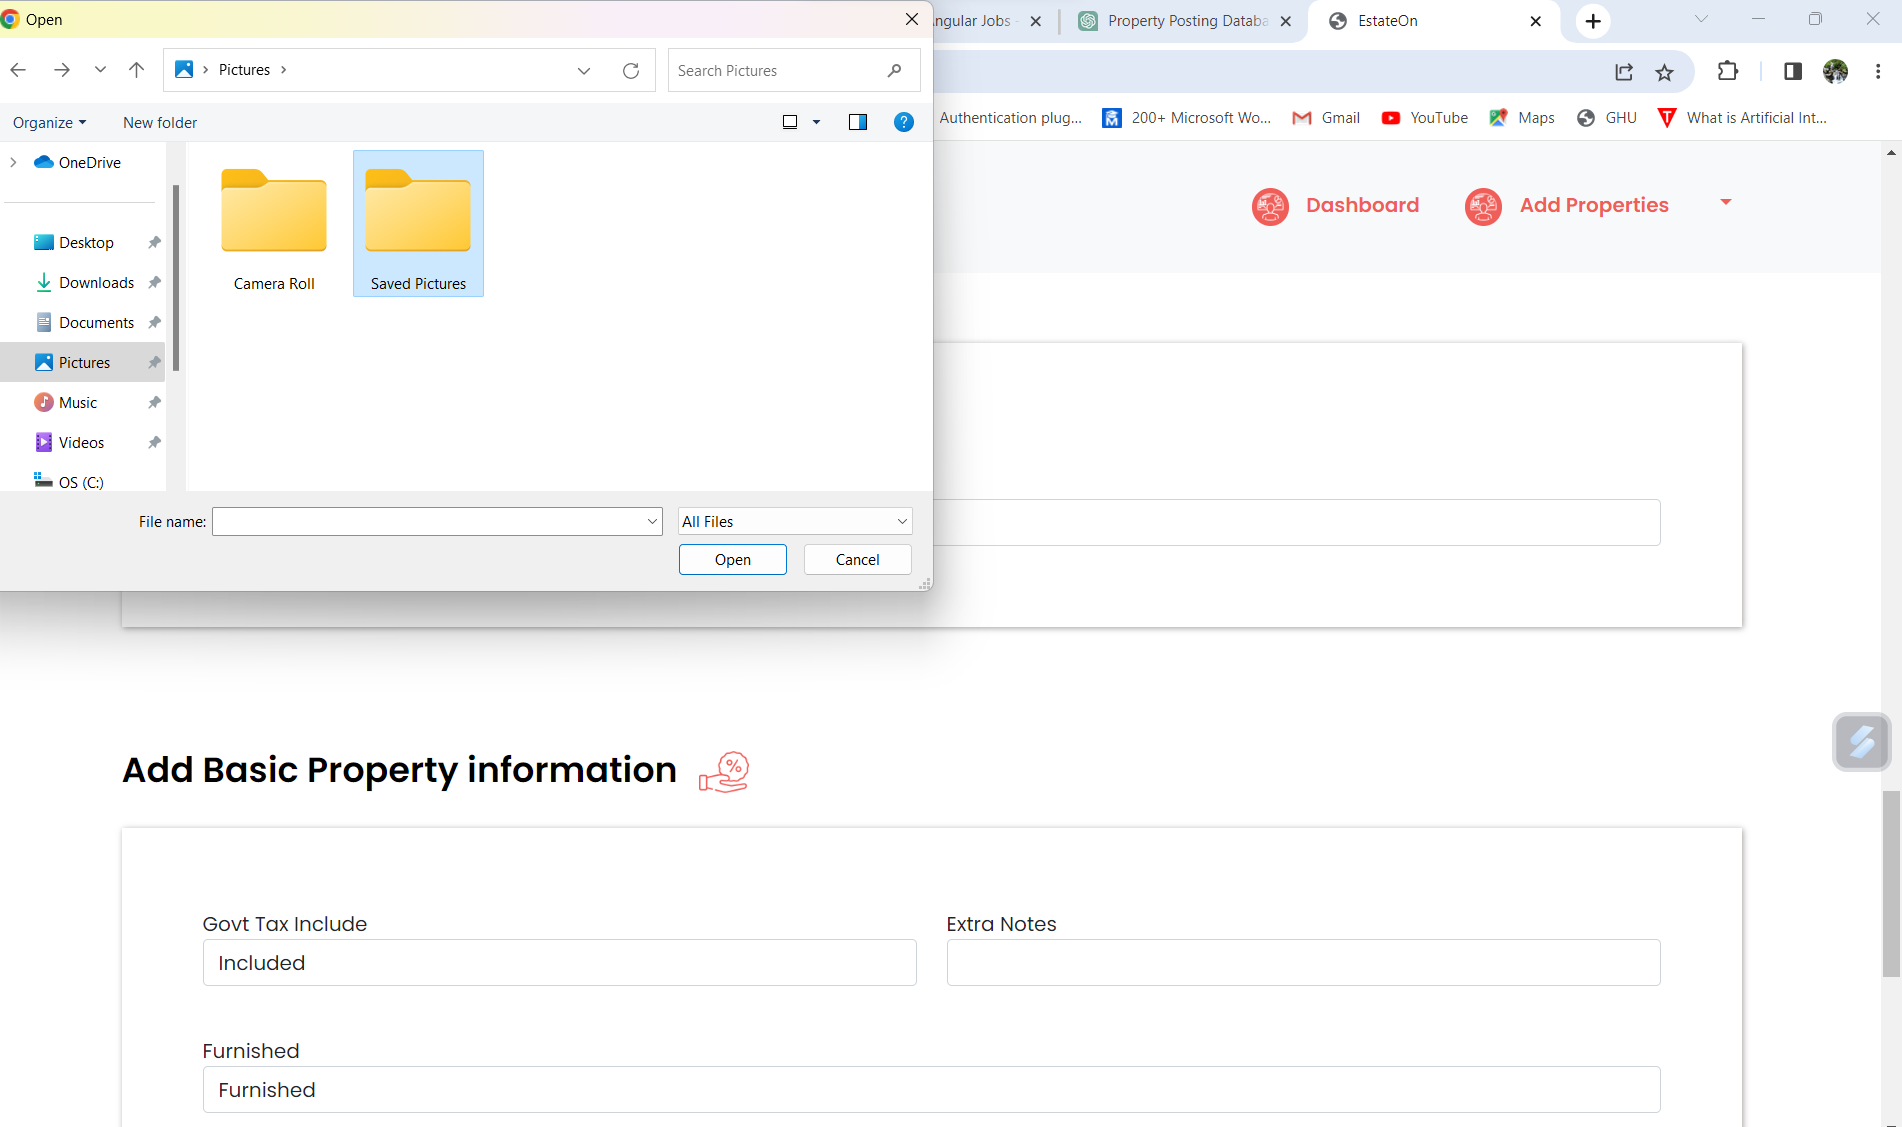 Open
ngular Jobs -
Property Posting Databa
EstateOn
Pictures
Search Pictures
Organize
New folder
Authentication plug...
200+ Microsoft Wo...
Gmail
YouTube
Maps
GHU
What is Artificial Int...
OneDrive
Desktop
Downloads
Documents
Pictures
Music
Videos
OS (C:)
Camera Roll
Saved Pictures
Dashboard
Add Properties
File name:
All Files
Open
Cancel
Add Basic Property information
Govt Tax Include
Extra Notes
Included
Furnished
Furnished